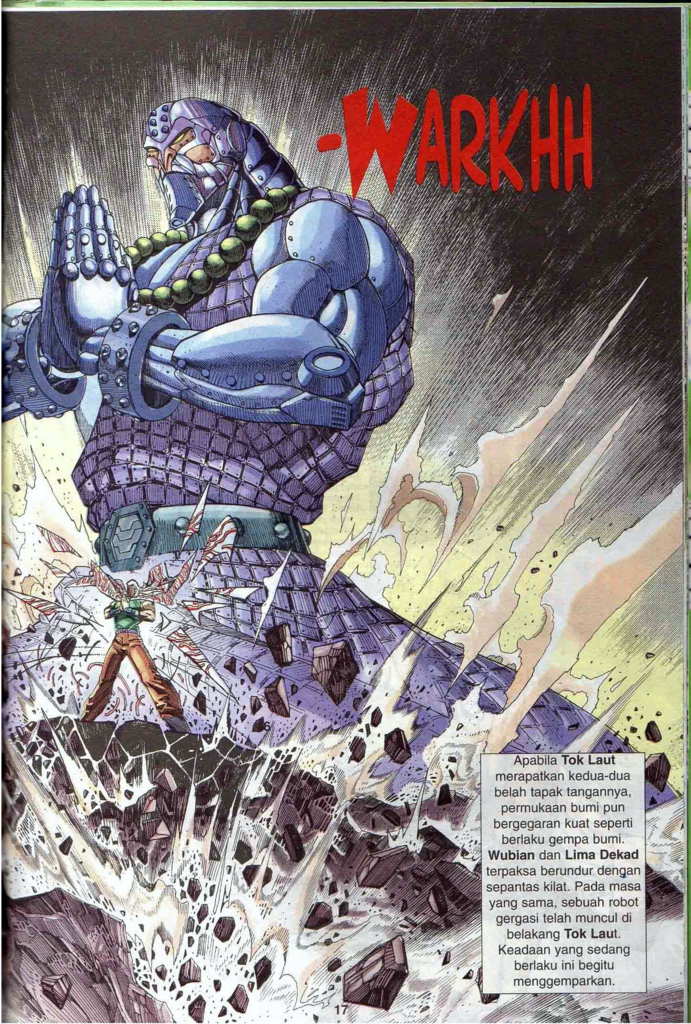 -WARKHH
Apabila Tok Laut
merapatkan kedua-dua
belah tapak tangannya,
permukaan bumi pun
bergegaran kuat seperti
berlaku gempa bumi.
Wubian dan Lima Dekad
terpaksa berundur dengan
sepantas kilat. Pada masa
yang sama, sebuah robot
gergasi telah muncul di
belakang Tok Laut.
Keadaan yang sedang
berlaku ini begitu
menggemparkan.
17